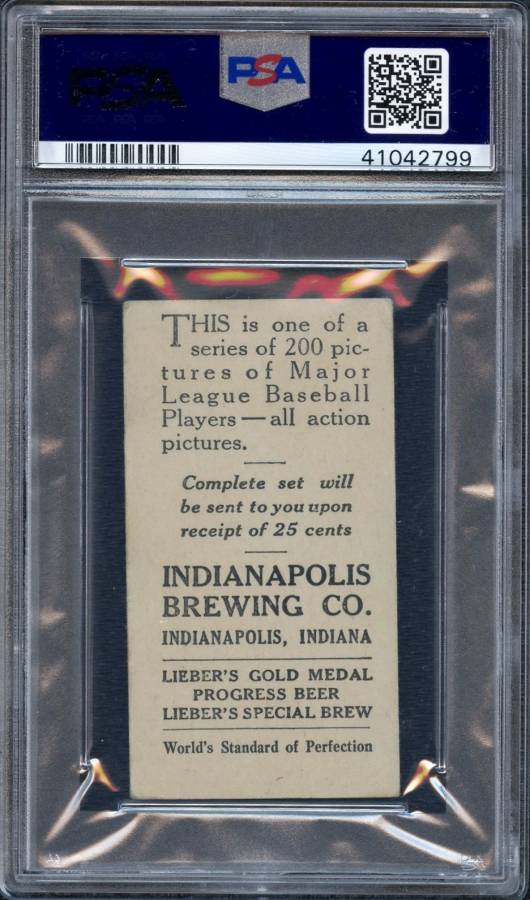 PSA
PSA
41042799
THIS is one of a
series of 200 pic-
tures of Major
League Baseball
Players — all action
pictures.
Complete set will
be sent to you upon
receipt of 25 cents
INDIANAPOLIS
BREWING CO.
INDIANAPOLIS, INDIANA
LIEBER'S GOLD MEDAL
PROGRESS BEER
LIEBER'S SPECIAL BREW
World's Standard of Perfection